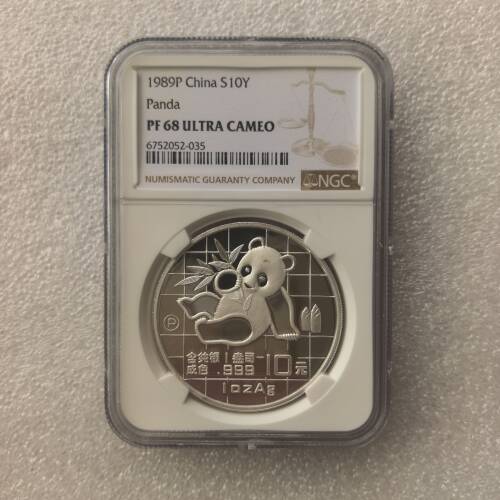 1989P China S10Y
Panda
PF 68 ULTRA CAMEO
6752052-035
NUMISMATIC GUARANTY COMPANY
NGC®
P
含纯银1盎司
10元
成色 .999
1ozAg